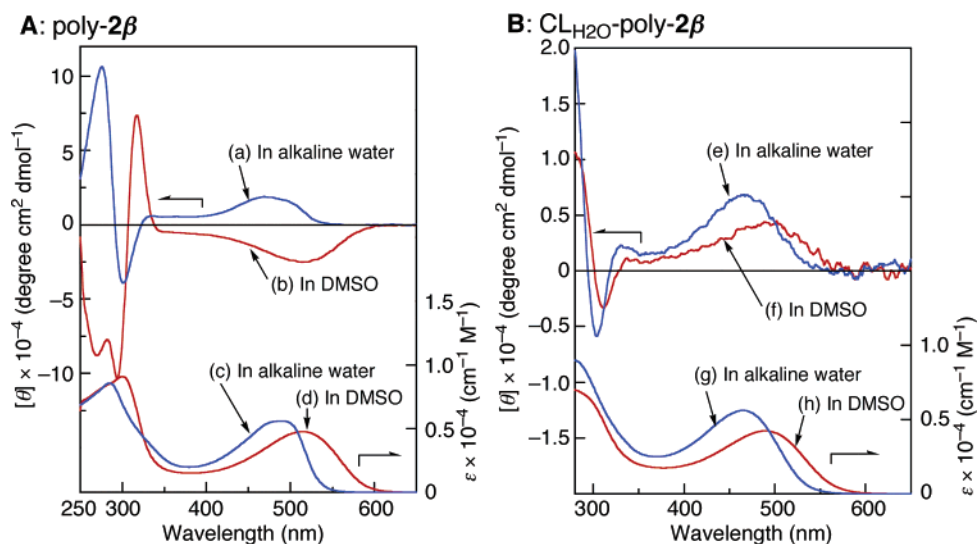 A: poly-2β
10
5
0
−5
−10
[θ] × 10⁻⁴ (degree cm² dmol⁻¹)
(a) In alkaline water
(b) In DMSO
(c) In alkaline water
(d) In DMSO
1.5
1.0
0.5
0
ε × 10⁻⁴ (cm⁻¹ M⁻¹)
250 300 400 500 600
Wavelength (nm)
B: CL_H2O-poly-2β
2.0
1.5
1.0
0.5
0
−0.5
−1.0
−1.5
[θ] × 10⁻⁴ (degree cm² dmol⁻¹)
(e) In alkaline water
(f) In DMSO
(g) In alkaline water
(h) In DMSO
1.0
0.5
0
ε × 10⁻⁴ (cm⁻¹ M⁻¹)
300 400 500 600
Wavelength (nm)